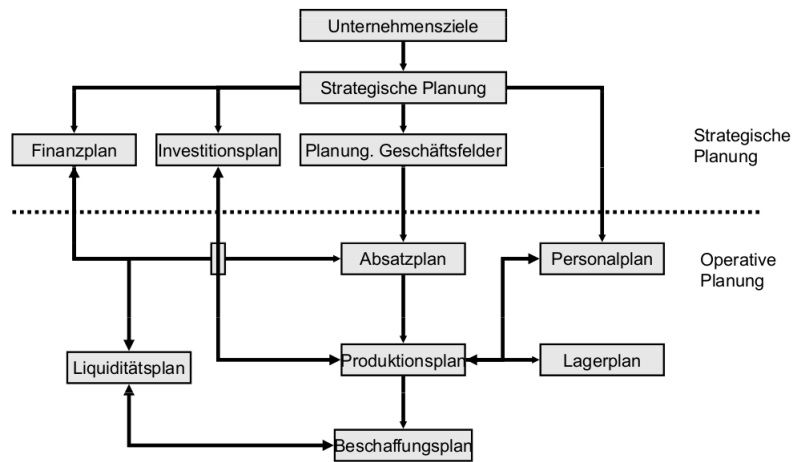 Unternehmensziele
Strategische Planung
Finanzplan
Investitionsplan
Planung. Geschäftsfelder
Strategische
Planung
Absatzplan
Personalplan
Operative
Planung
Liquiditätsplan
Produktionsplan
Lagerplan
Beschaffungsplan